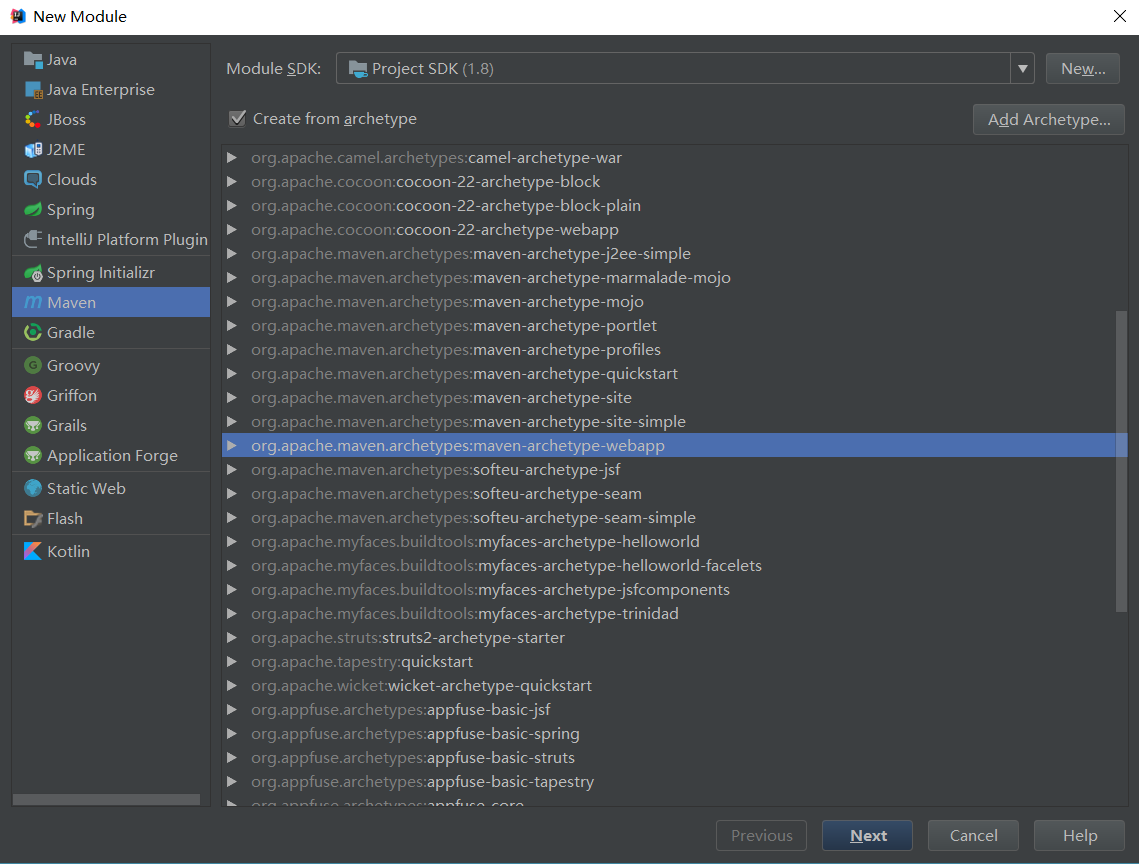 New Module
Java
Java Enterprise
JBoss
J2ME
Clouds
Spring
IntelliJ Platform Plugin
Spring Initializr
Maven
Gradle
Groovy
Griffon
Grails
Application Forge
Static Web
Flash
Kotlin
Module SDK: Project SDK (1.8) New...
Create from archetype Add Archetype...
org.apache.camel.archetypes:camel-archetype-war
org.apache.cocoon:cocoon-22-archetype-block
org.apache.cocoon:cocoon-22-archetype-block-plain
org.apache.cocoon:cocoon-22-archetype-webapp
org.apache.maven.archetypes:maven-archetype-j2ee-simple
org.apache.maven.archetypes:maven-archetype-marmalade-mojo
org.apache.maven.archetypes:maven-archetype-mojo
org.apache.maven.archetypes:maven-archetype-portlet
org.apache.maven.archetypes:maven-archetype-profiles
org.apache.maven.archetypes:maven-archetype-quickstart
org.apache.maven.archetypes:maven-archetype-site
org.apache.maven.archetypes:maven-archetype-site-simple
org.apache.maven.archetypes:maven-archetype-webapp
org.apache.maven.archetypes:softeu-archetype-jsf
org.apache.maven.archetypes:softeu-archetype-seam
org.apache.maven.archetypes:softeu-archetype-seam-simple
org.apache.myfaces.buildtools:myfaces-archetype-helloworld
org.apache.myfaces.buildtools:myfaces-archetype-helloworld-facelets
org.apache.myfaces.buildtools:myfaces-archetype-jsfcomponents
org.apache.myfaces.buildtools:myfaces-archetype-trinidad
org.apache.struts:struts2-archetype-starter
org.apache.tapestry:quickstart
org.apache.wicket:wicket-archetype-quickstart
org.appfuse.archetypes:appfuse-basic-jsf
org.appfuse.archetypes:appfuse-basic-spring
org.appfuse.archetypes:appfuse-basic-struts
org.appfuse.archetypes:appfuse-basic-tapestry
org.appfuse.archetypes:appfuse-core
Previous Next Cancel Help